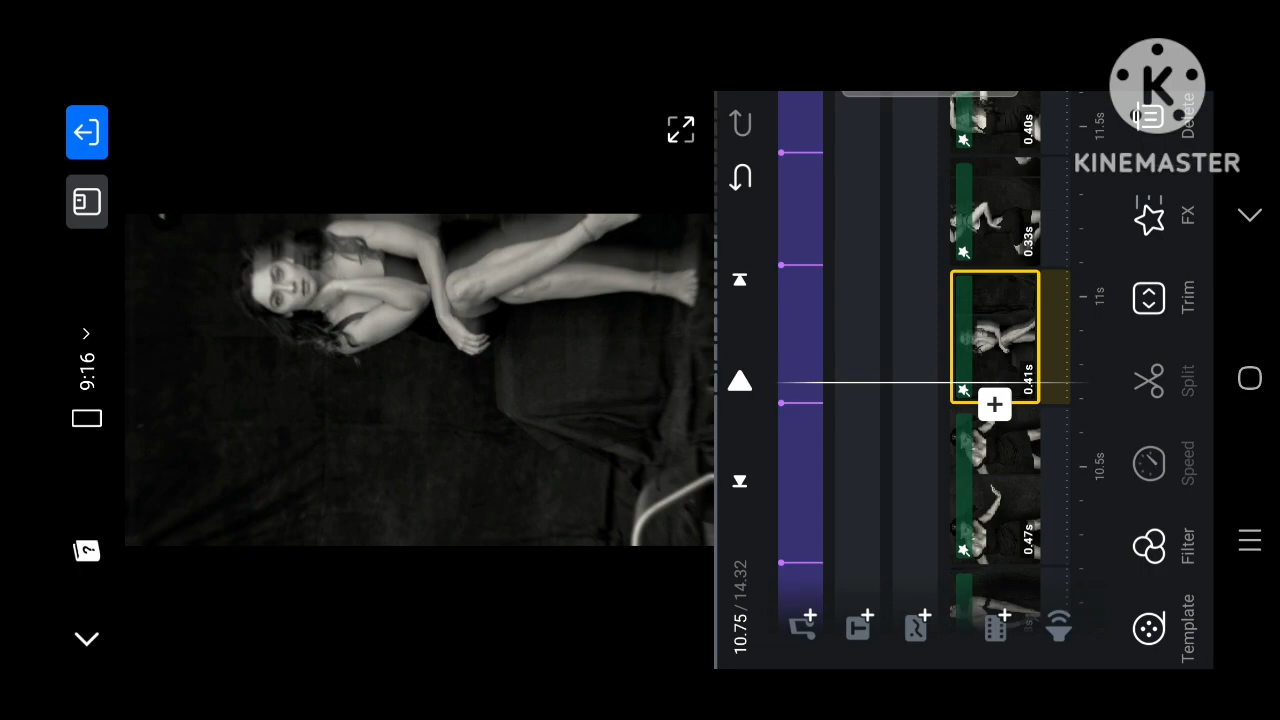 9:16
10.75 / 14.32
0.40s
0.33s
0.41s
0.47s
11.5s
11s
10.5s
Delete
FX
Trim
Split
Speed
Filter
Template
K
KINEMASTER